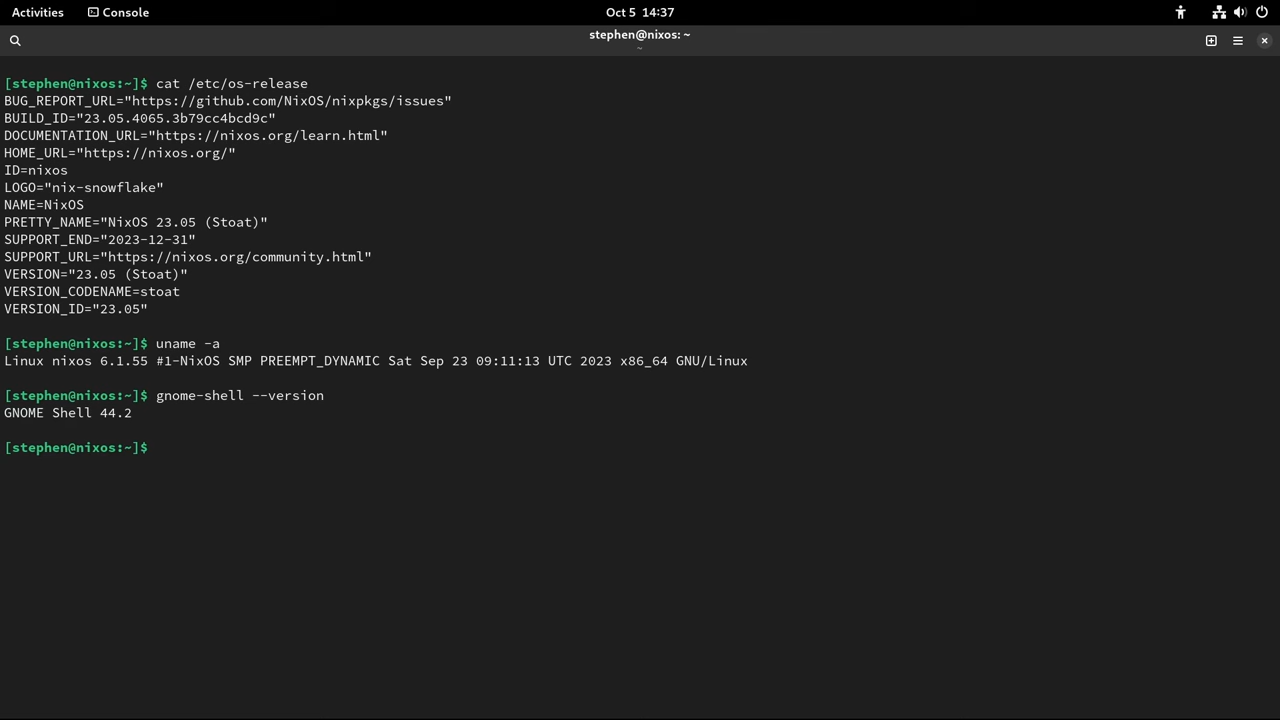 Activities Console Oct 5 14:37
stephen@nixos: ~
~
[stephen@nixos:~]$ cat /etc/os-release
BUG_REPORT_URL="https://github.com/NixOS/nixpkgs/issues"
BUILD_ID="23.05.4065.3b79cc4bcd9c"
DOCUMENTATION_URL="https://nixos.org/learn.html"
HOME_URL="https://nixos.org/"
ID=nixos
LOGO="nix-snowflake"
NAME=NixOS
PRETTY_NAME="NixOS 23.05 (Stoat)"
SUPPORT_END="2023-12-31"
SUPPORT_URL="https://nixos.org/community.html"
VERSION="23.05 (Stoat)"
VERSION_CODENAME=stoat
VERSION_ID="23.05"
[stephen@nixos:~]$ uname -a
Linux nixos 6.1.55 #1-NixOS SMP PREEMPT_DYNAMIC Sat Sep 23 09:11:13 UTC 2023 x86_64 GNU/Linux
[stephen@nixos:~]$ gnome-shell --version
GNOME Shell 44.2
[stephen@nixos:~]$